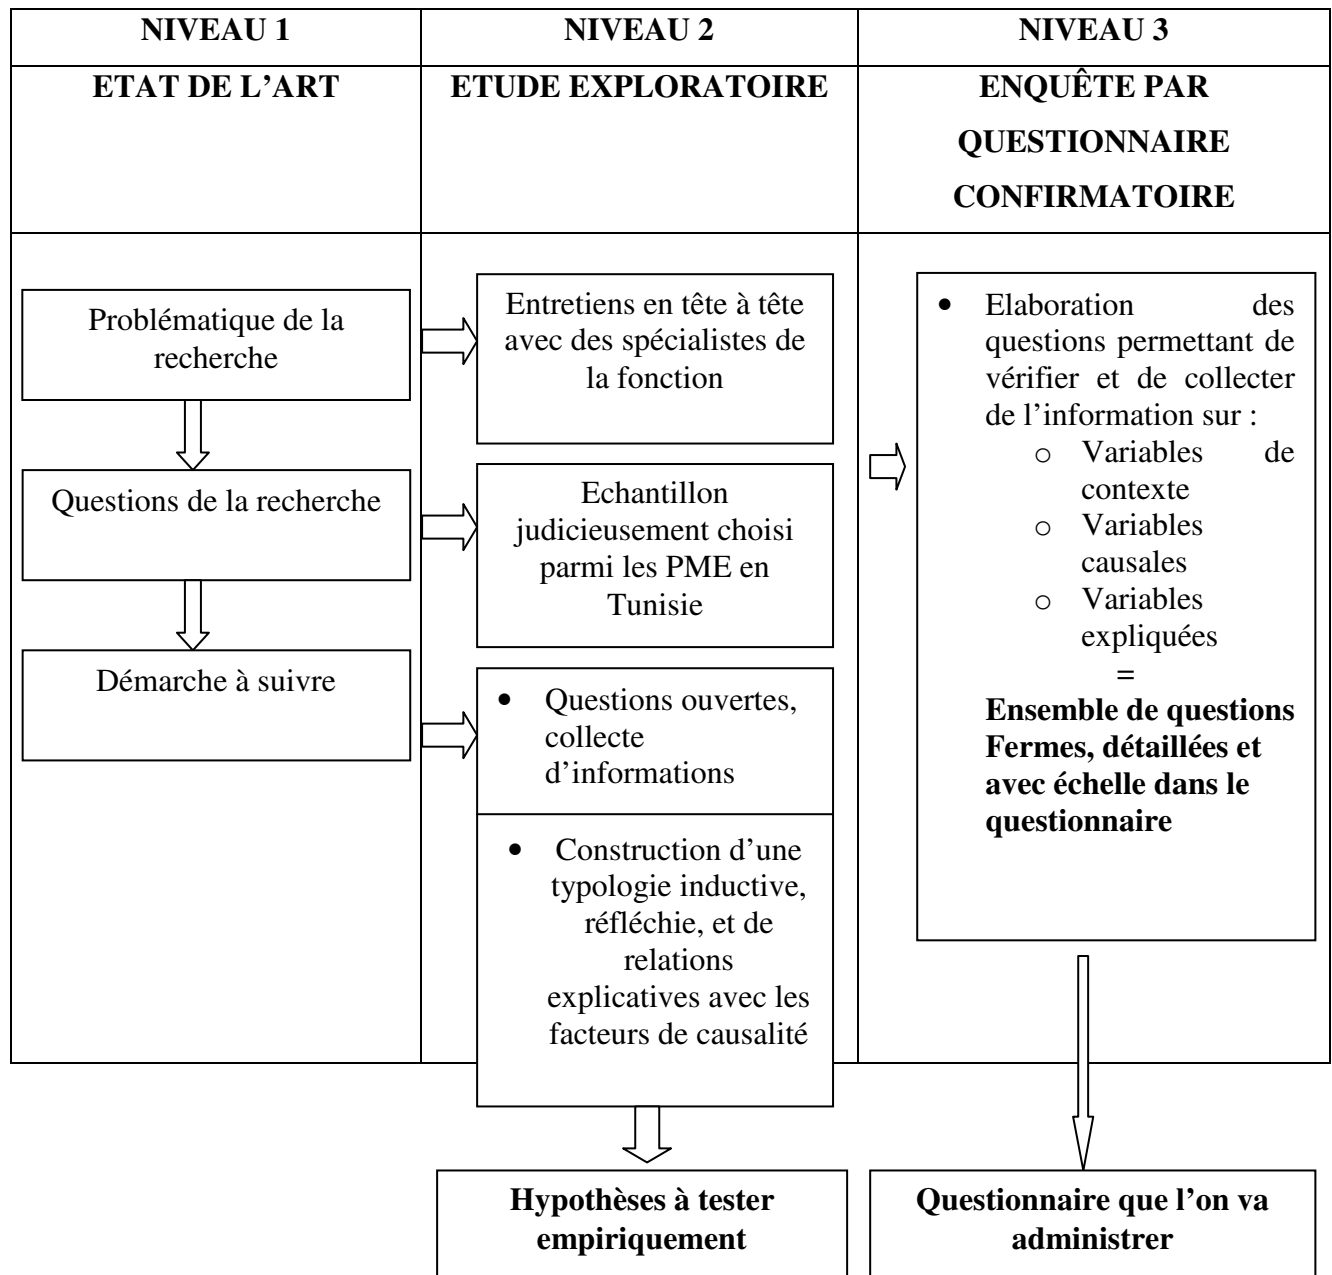 NIVEAU 1
NIVEAU 2
NIVEAU 3
ETAT DE L’ART
ETUDE EXPLORATOIRE
ENQUÊTE PAR
QUESTIONNAIRE
CONFIRMATOIRE
Problématique de la
recherche
Questions de la recherche
Démarche à suivre
Entretiens en tête à tête
avec des spécialistes de
la fonction
Echantillon
judicieusement choisi
parmi les PME en
Tunisie
• Questions ouvertes,
collecte
d’informations
• Construction d’une
typologie inductive,
réfléchie, et de
relations
explicatives avec les
facteurs de causalité
Hypothèses à tester
empiriquement
• Elaboration des
questions permettant de
vérifier et de collecter
de l’information sur :
o Variables de
contexte
o Variables
causales
o Variables
expliquées
=
Ensemble de questions
Fermes, détaillées et
avec échelle dans le
questionnaire
Questionnaire que l’on va
administrer